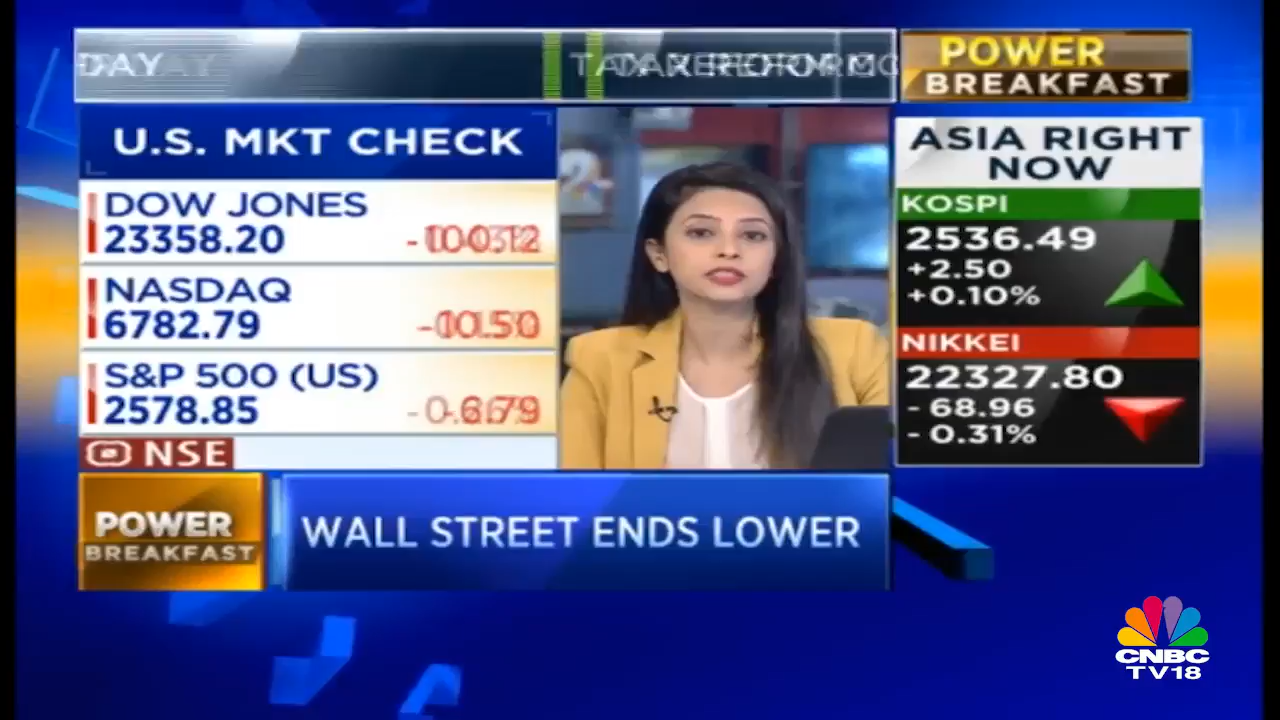 POWER
BREAKFAST
U.S. MKT CHECK
DOW JONES
23358.20
NASDAQ
6782.79
S&P 500 (US)
2578.85
NSE
ASIA RIGHT
NOW
KOSPI
2536.49
+2.50
+0.10%
NIKKEI
22327.80
- 68.96
- 0.31%
POWER
BREAKFAST
WALL STREET ENDS LOWER
CNBC
TV18